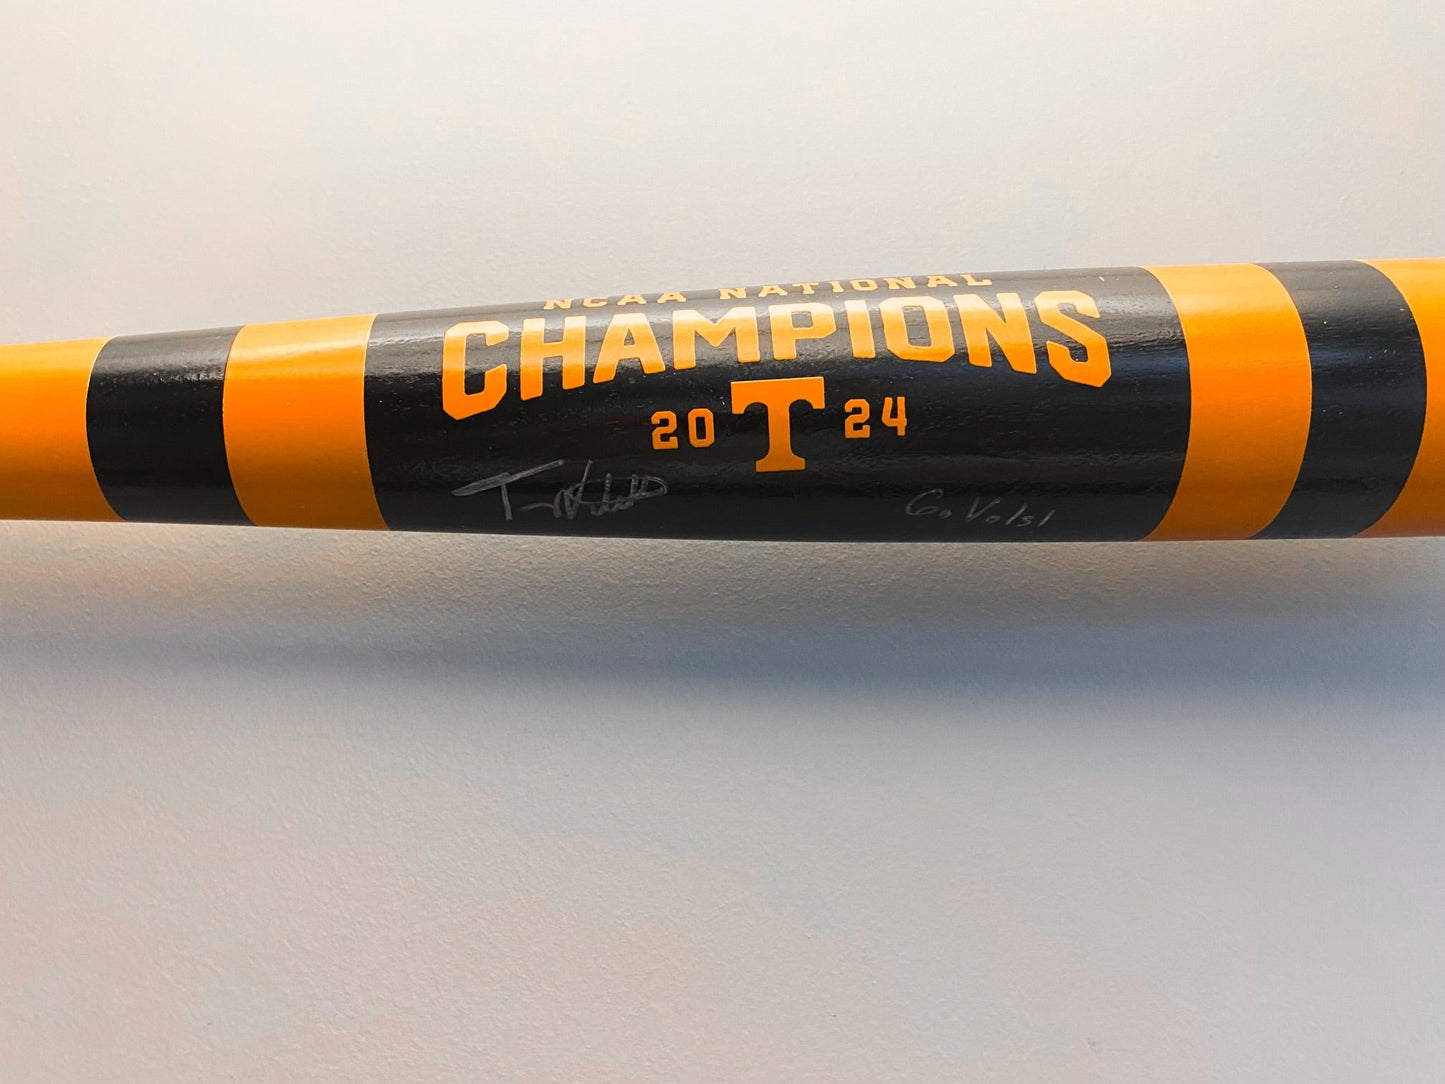 NCAA NATIONAL
CHAMPIONS
20 T 24
Go Vols!